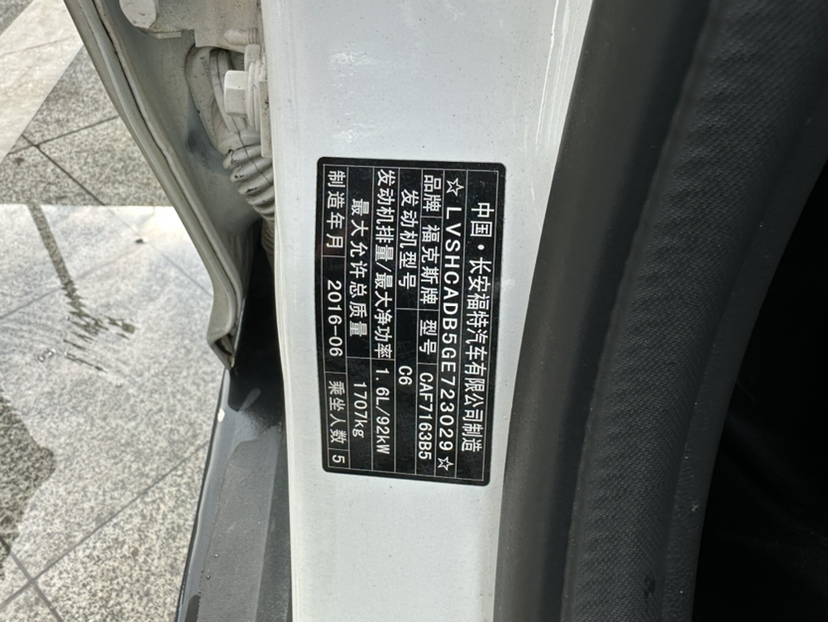 中国·长安福特汽车有限公司制造
☆LVSHCADB5GE723029☆
品牌 福克斯牌 型号 CAF7163B5
发动机型号 C6
发动机排量/最大净功率 1.6L/92kW
最大允许总质量 1707kg
制造年月 2016-06 乘坐人数 5